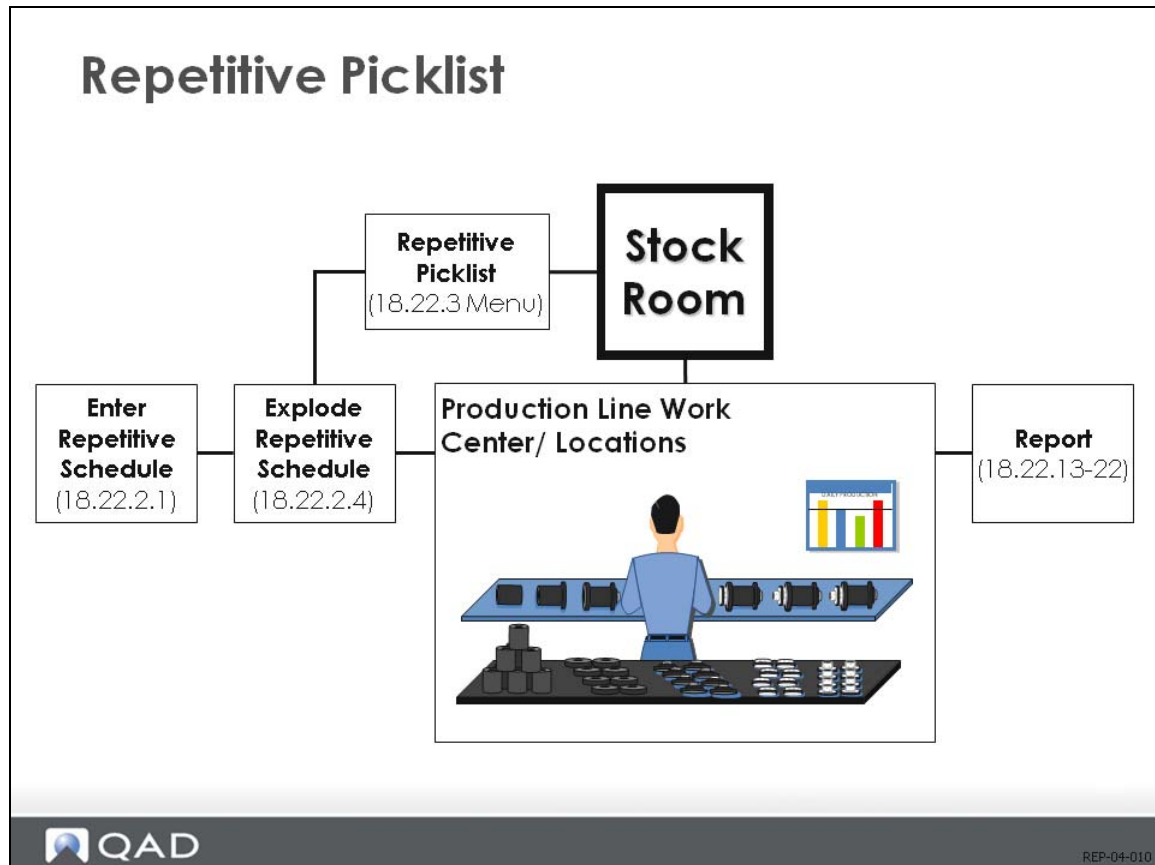 Repetitive Picklist
Repetitive
Picklist
(18.22.3 Menu)
Stock
Room
Enter
Repetitive
Schedule
(18.22.2.1)
Explode
Repetitive
Schedule
(18.22.2.4)
Production Line Work
Center/ Locations
DAILY PRODUCTION
Report
(18.22.13-22)
QAD
REP-04-010